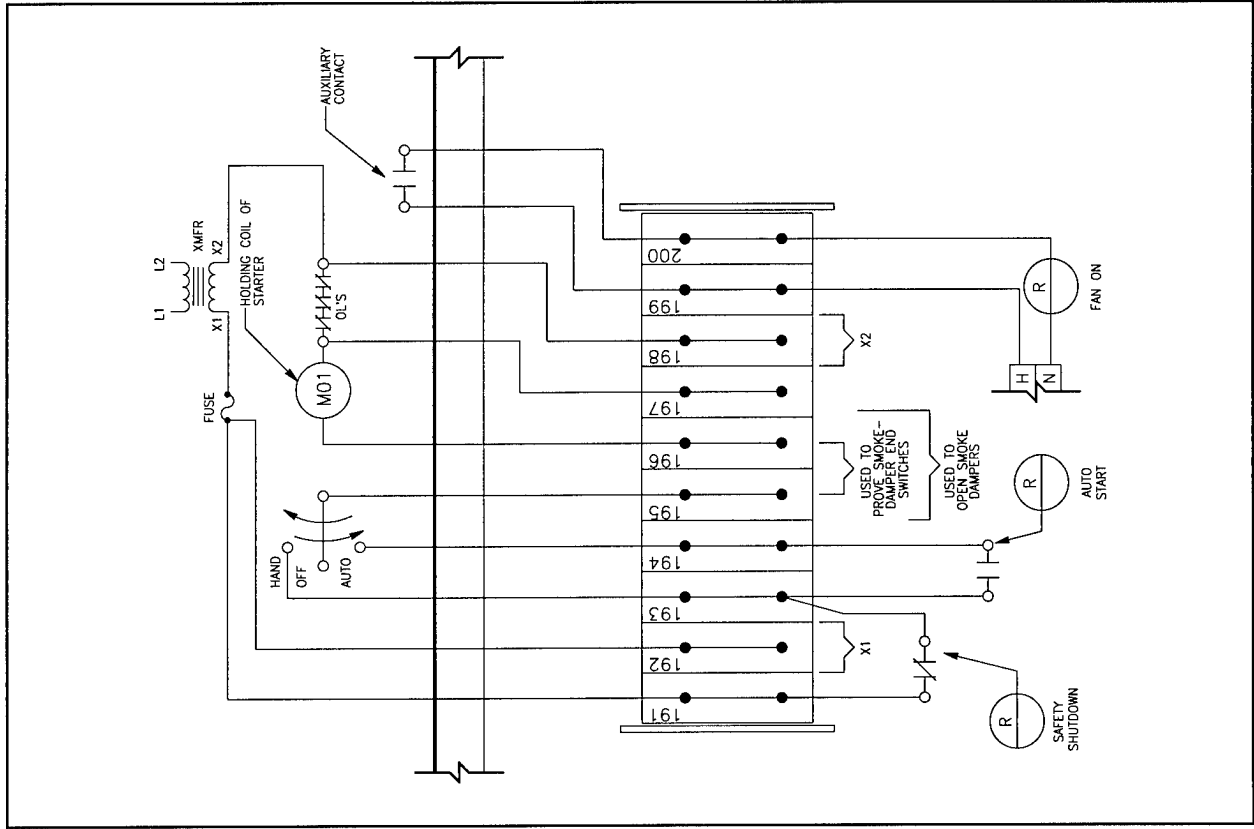 L1
L2
XMFR
X1
X2
FUSE
HOLDING COIL OF
STARTER
M01
OL'S
AUXILIARY
CONTACT
HAND
OFF
AUTO
191
192
193
194
195
196
197
198
199
200
X1
USED TO
PROVE SMOKE-
DAMPER END
SWITCHES
USED TO
OPEN SMOKE
DAMPERS
X2
H
N
R
FAN ON
R
AUTO
START
R
SAFETY
SHUTDOWN